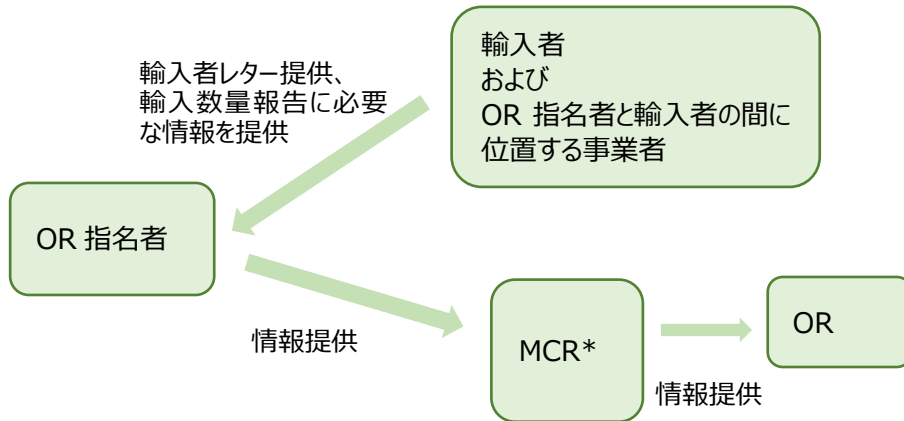 輸入者レター提供、
輸入数量報告に必要
な情報を提供
輸入者
および
OR 指名者と輸入者の間に
位置する事業者
OR 指名者
情報提供
MCR*
情報提供
OR